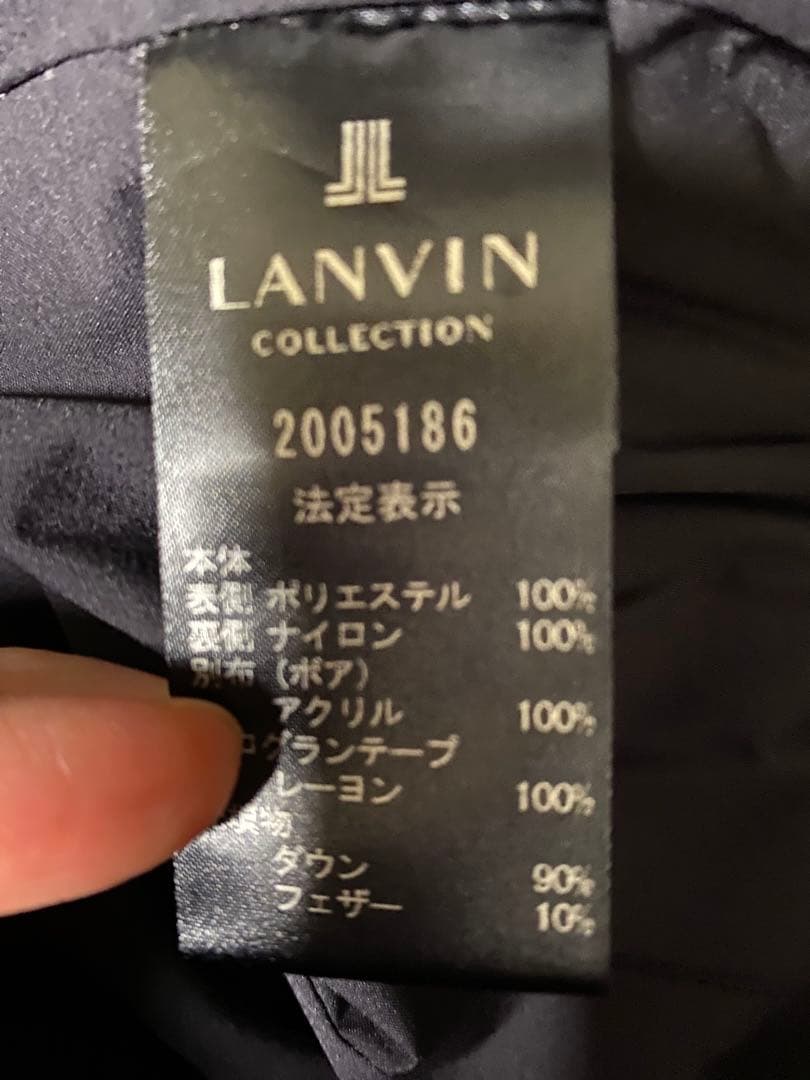 LANVIN
COLLECTION
2005186
法定表示
本体
表側 ポリエステル 100%
裏側 ナイロン 100%
別布 (ボア)
アクリル 100%
ログランテープ
レーヨン 100%
填物
ダウン 90%
フェザー 10%